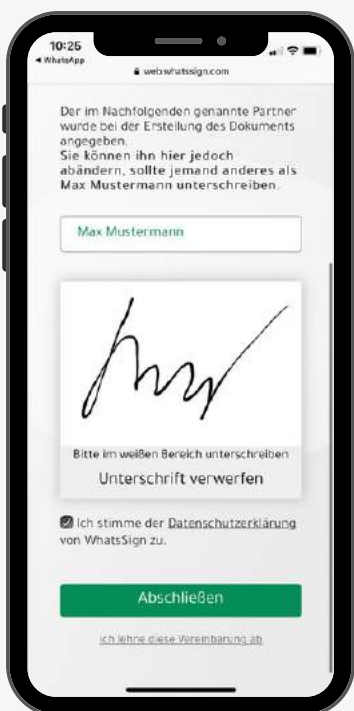 10:25
◀ WhatsApp
web.whatssign.com
Der im Nachfolgenden genannte Partner
wurde bei der Erstellung des Dokuments
angegeben.
Sie können ihn hier jedoch
abändern, sollte jemand anderes als
Max Mustermann unterschreiben.
Max Mustermann
Bitte im weißen Bereich unterschreiben
Unterschrift verwerfen
Ich stimme der Datenschutzerklärung
von WhatsSign zu.
Abschließen
Ich lehne diese Vereinbarung ab